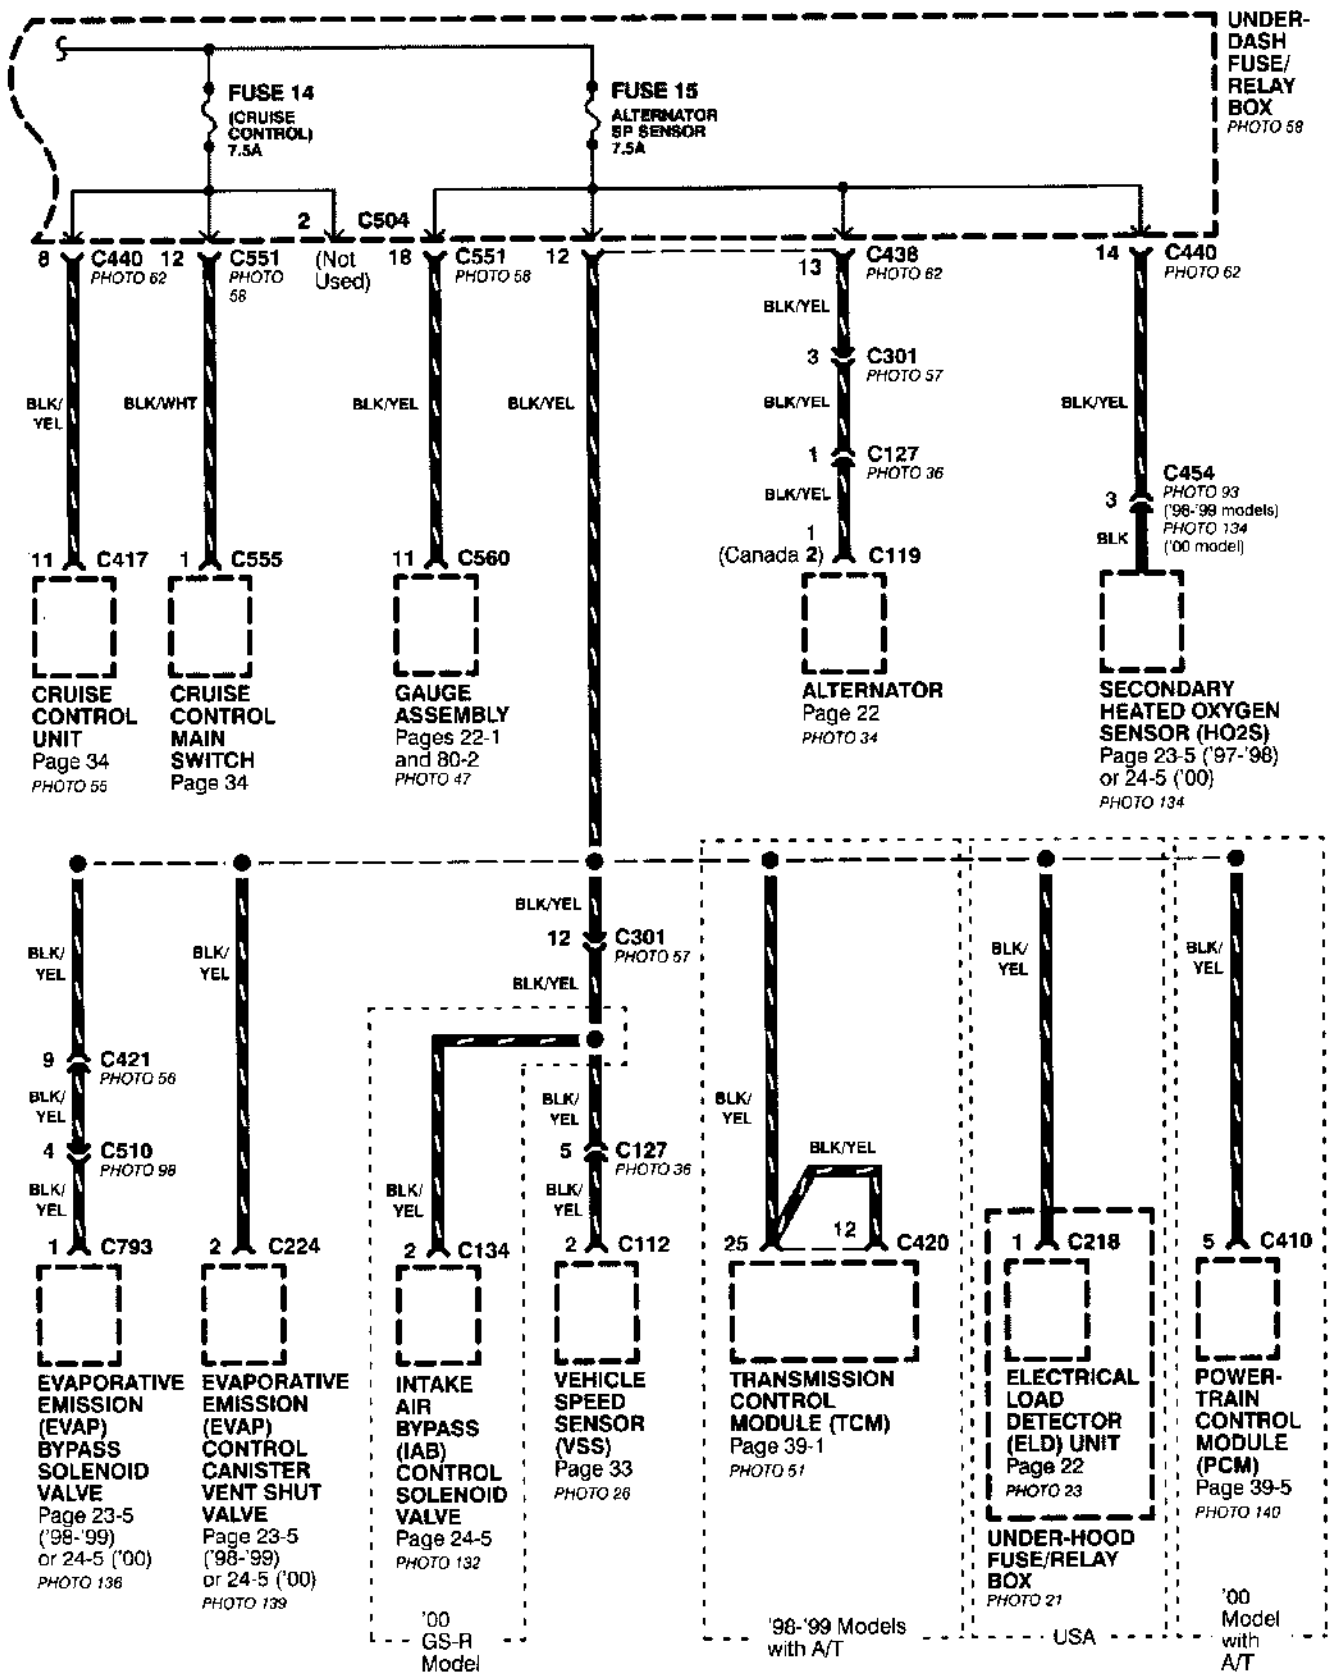 UNDER-
DASH
FUSE/
RELAY
BOX
PHOTO 58
FUSE 14
(CRUISE
CONTROL)
7.5A
FUSE 15
ALTERNATOR
SP SENSOR
7.5A
2 C504
(Not
Used)
8 C440
PHOTO 62
12 C551
PHOTO
58
18 C551
PHOTO 58
12
13 C438
PHOTO 62
14 C440
PHOTO 62
BLK/YEL
3 C301
PHOTO 57
BLK/
YEL
BLK/WHT
BLK/YEL
BLK/YEL
BLK/YEL
BLK/YEL
1 C127
PHOTO 36
BLK/YEL
C454
3 PHOTO 93
('98-'99 models)
PHOTO 134
('00 model)
BLK
1
(Canada 2) C119
11 C417
1 C555
11 C560
CRUISE
CONTROL
UNIT
Page 34
PHOTO 55
CRUISE
CONTROL
MAIN
SWITCH
Page 34
GAUGE
ASSEMBLY
Pages 22-1
and 80-2
PHOTO 47
ALTERNATOR
Page 22
PHOTO 34
SECONDARY
HEATED OXYGEN
SENSOR (HO2S)
Page 23-5 ('97-'98)
or 24-5 ('00)
PHOTO 134
BLK/YEL
12 C301
PHOTO 57
BLK/YEL
BLK/
YEL
BLK/
YEL
BLK/
YEL
BLK/
YEL
9 C421
PHOTO 56
BLK/
YEL
4 C510
PHOTO 98
BLK/
YEL
1 C793
2 C224
BLK/
YEL
2 C134
BLK/
YEL
5 C127
PHOTO 36
BLK/
YEL
2 C112
BLK/
YEL
BLK/YEL
25 12 C420
1 C218
5 C410
EVAPORATIVE
EMISSION
(EVAP)
BYPASS
SOLENOID
VALVE
Page 23-5
('98-'99)
or 24-5 ('00)
PHOTO 136
EVAPORATIVE
EMISSION
(EVAP)
CONTROL
CANISTER
VENT SHUT
VALVE
Page 23-5
('98-'99)
or 24-5 ('00)
PHOTO 139
INTAKE
AIR
BYPASS
(IAB)
CONTROL
SOLENOID
VALVE
Page 24-5
PHOTO 132
'00
GS-R
Model
VEHICLE
SPEED
SENSOR
(VSS)
Page 33
PHOTO 26
TRANSMISSION
CONTROL
MODULE (TCM)
Page 39-1
PHOTO 51
'98-'99 Models
with A/T
ELECTRICAL
LOAD
DETECTOR
(ELD) UNIT
Page 22
PHOTO 23
UNDER-HOOD
FUSE/RELAY
BOX
PHOTO 21
USA
POWER-
TRAIN
CONTROL
MODULE
(PCM)
Page 39-5
PHOTO 140
'00
Model
with
A/T